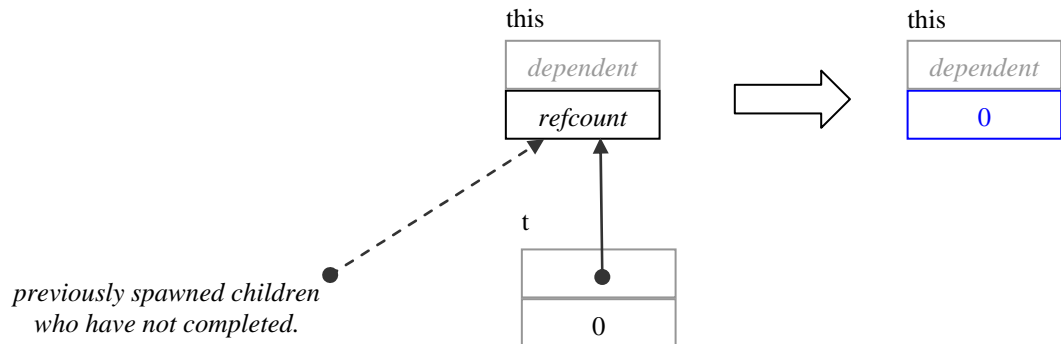 this
dependent
refcount
this
dependent
0
t
0
previously spawned children
who have not completed.